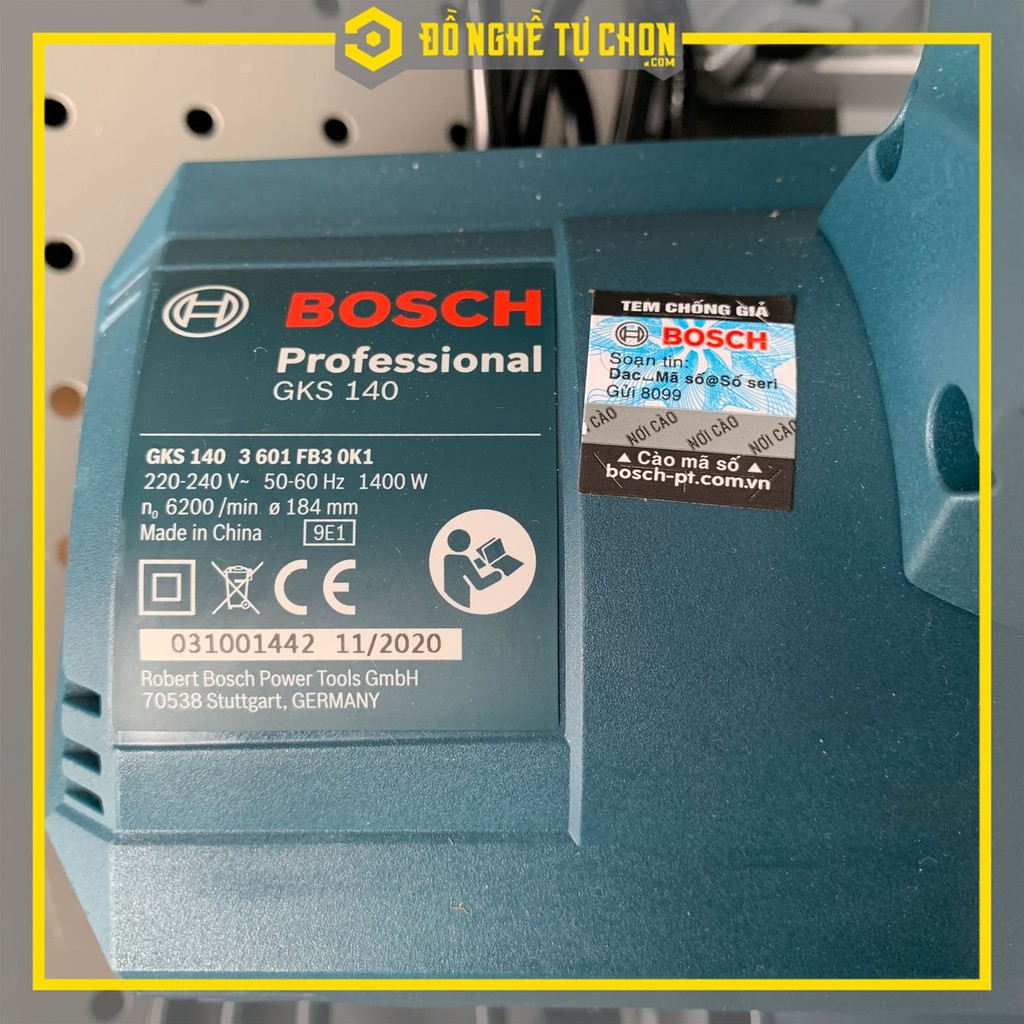 ĐỒ NGHỀ TỰ CHỌN
.COM
BOSCH
Professional
GKS 140
GKS 140 3 601 FB3 0K1
220-240 V~ 50-60 Hz 1400 W
n₀ 6200 /min ø 184 mm
Made in China 9E1
CE
031001442 11/2020
Robert Bosch Power Tools GmbH
70538 Stuttgart, GERMANY
TEM CHỐNG GIẢ
BOSCH
Soạn tin:
Dac␣Mã số@Số seri
Gửi 8099
NƠI CÀO NƠI CÀO NƠI CÀO NƠI CÀO
▲ Cào mã số ▲
bosch-pt.com.vn